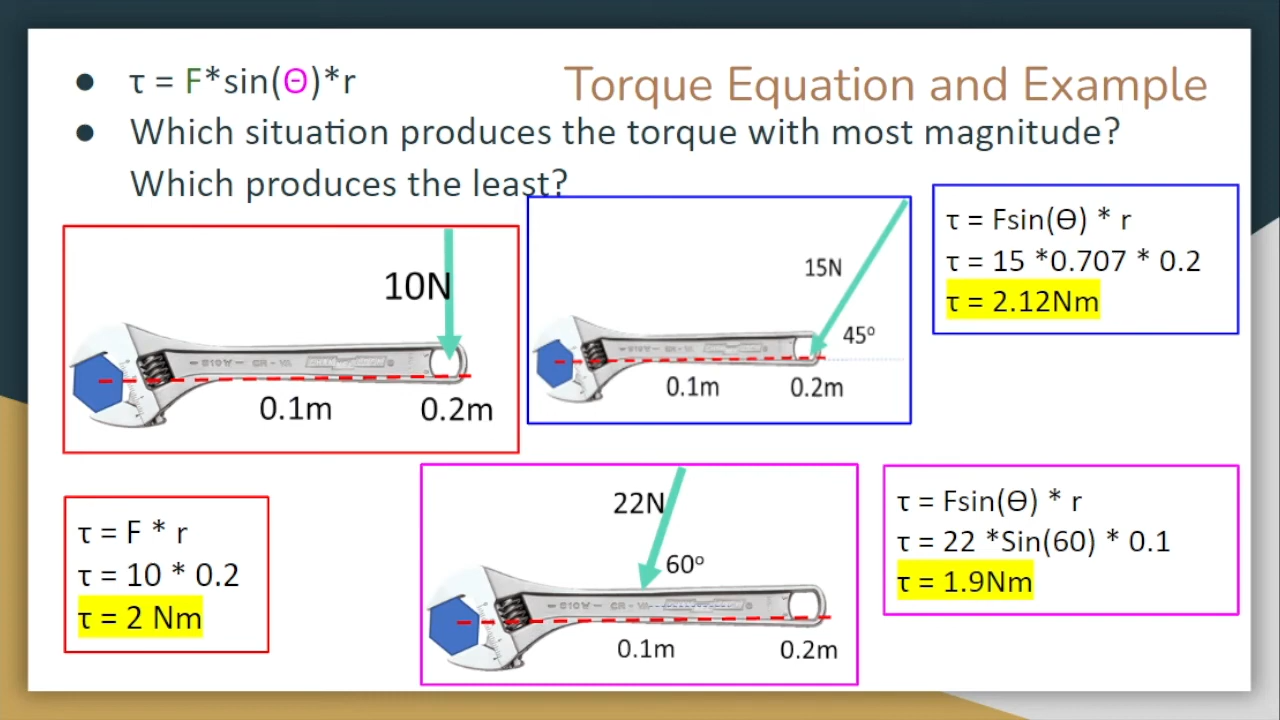 Torque Equation and Example
● τ = F*sin(Θ)*r
● Which situation produces the torque with most magnitude?
Which produces the least?
10N
0.1m 0.2m
15N
45º
0.1m 0.2m
τ = Fsin(Θ) * r
τ = 15 *0.707 * 0.2
τ = 2.12Nm
τ = F * r
τ = 10 * 0.2
τ = 2 Nm
22N
60º
0.1m 0.2m
τ = Fsin(Θ) * r
τ = 22 *Sin(60) * 0.1
τ = 1.9Nm